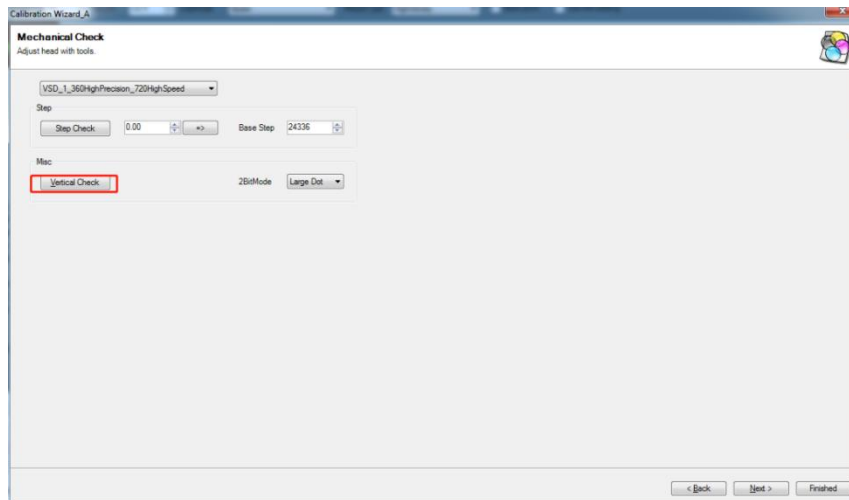 Calibration Wizard_A
Mechanical Check
Adjust head with tools.
VSD_1_360HighPrecision_720HighSpeed
Step
Step Check 0.00 => Base Step 24336
Misc
Vertical Check 2BitMode Large Dot
< Back Next > Finished